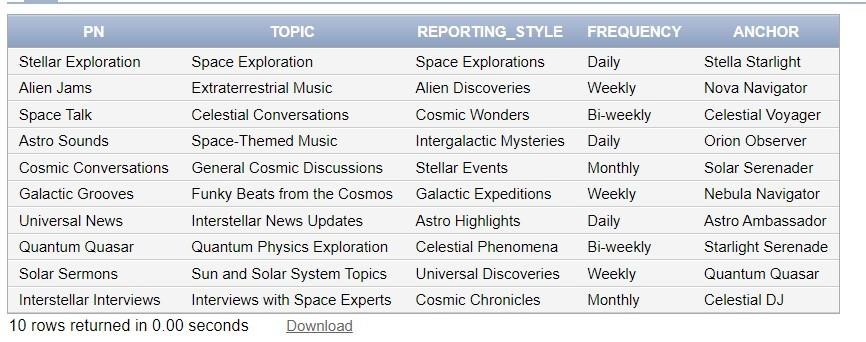 PN TOPIC REPORTING_STYLE FREQUENCY ANCHOR
Stellar Exploration Space Exploration Space Explorations Daily Stella Starlight
Alien Jams Extraterrestrial Music Alien Discoveries Weekly Nova Navigator
Space Talk Celestial Conversations Cosmic Wonders Bi-weekly Celestial Voyager
Astro Sounds Space-Themed Music Intergalactic Mysteries Daily Orion Observer
Cosmic Conversations General Cosmic Discussions Stellar Events Monthly Solar Serenader
Galactic Grooves Funky Beats from the Cosmos Galactic Expeditions Weekly Nebula Navigator
Universal News Interstellar News Updates Astro Highlights Daily Astro Ambassador
Quantum Quasar Quantum Physics Exploration Celestial Phenomena Bi-weekly Starlight Serenade
Solar Sermons Sun and Solar System Topics Universal Discoveries Weekly Quantum Quasar
Interstellar Interviews Interviews with Space Experts Cosmic Chronicles Monthly Celestial DJ
10 rows returned in 0.00 seconds Download